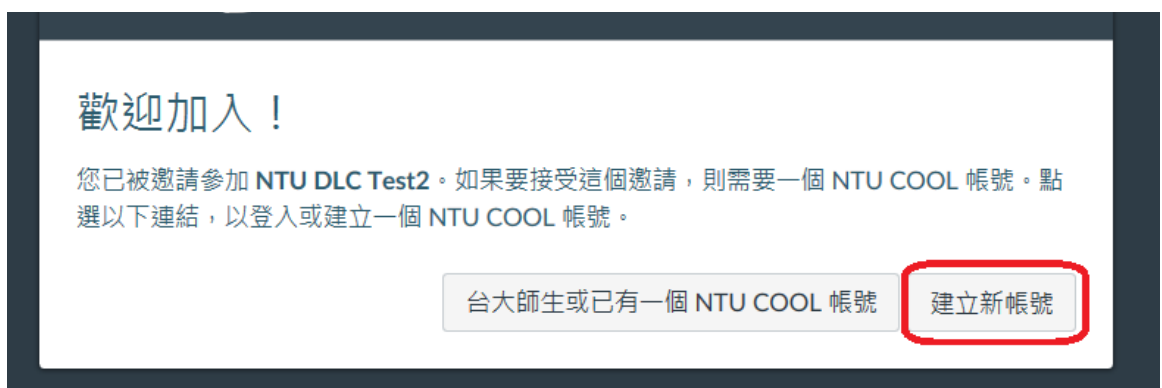 歡迎加入！
您已被邀請參加 NTU DLC Test2。如果要接受這個邀請，則需要一個 NTU COOL 帳號。點
選以下連結，以登入或建立一個 NTU COOL 帳號。
台大師生或已有一個 NTU COOL 帳號
建立新帳號